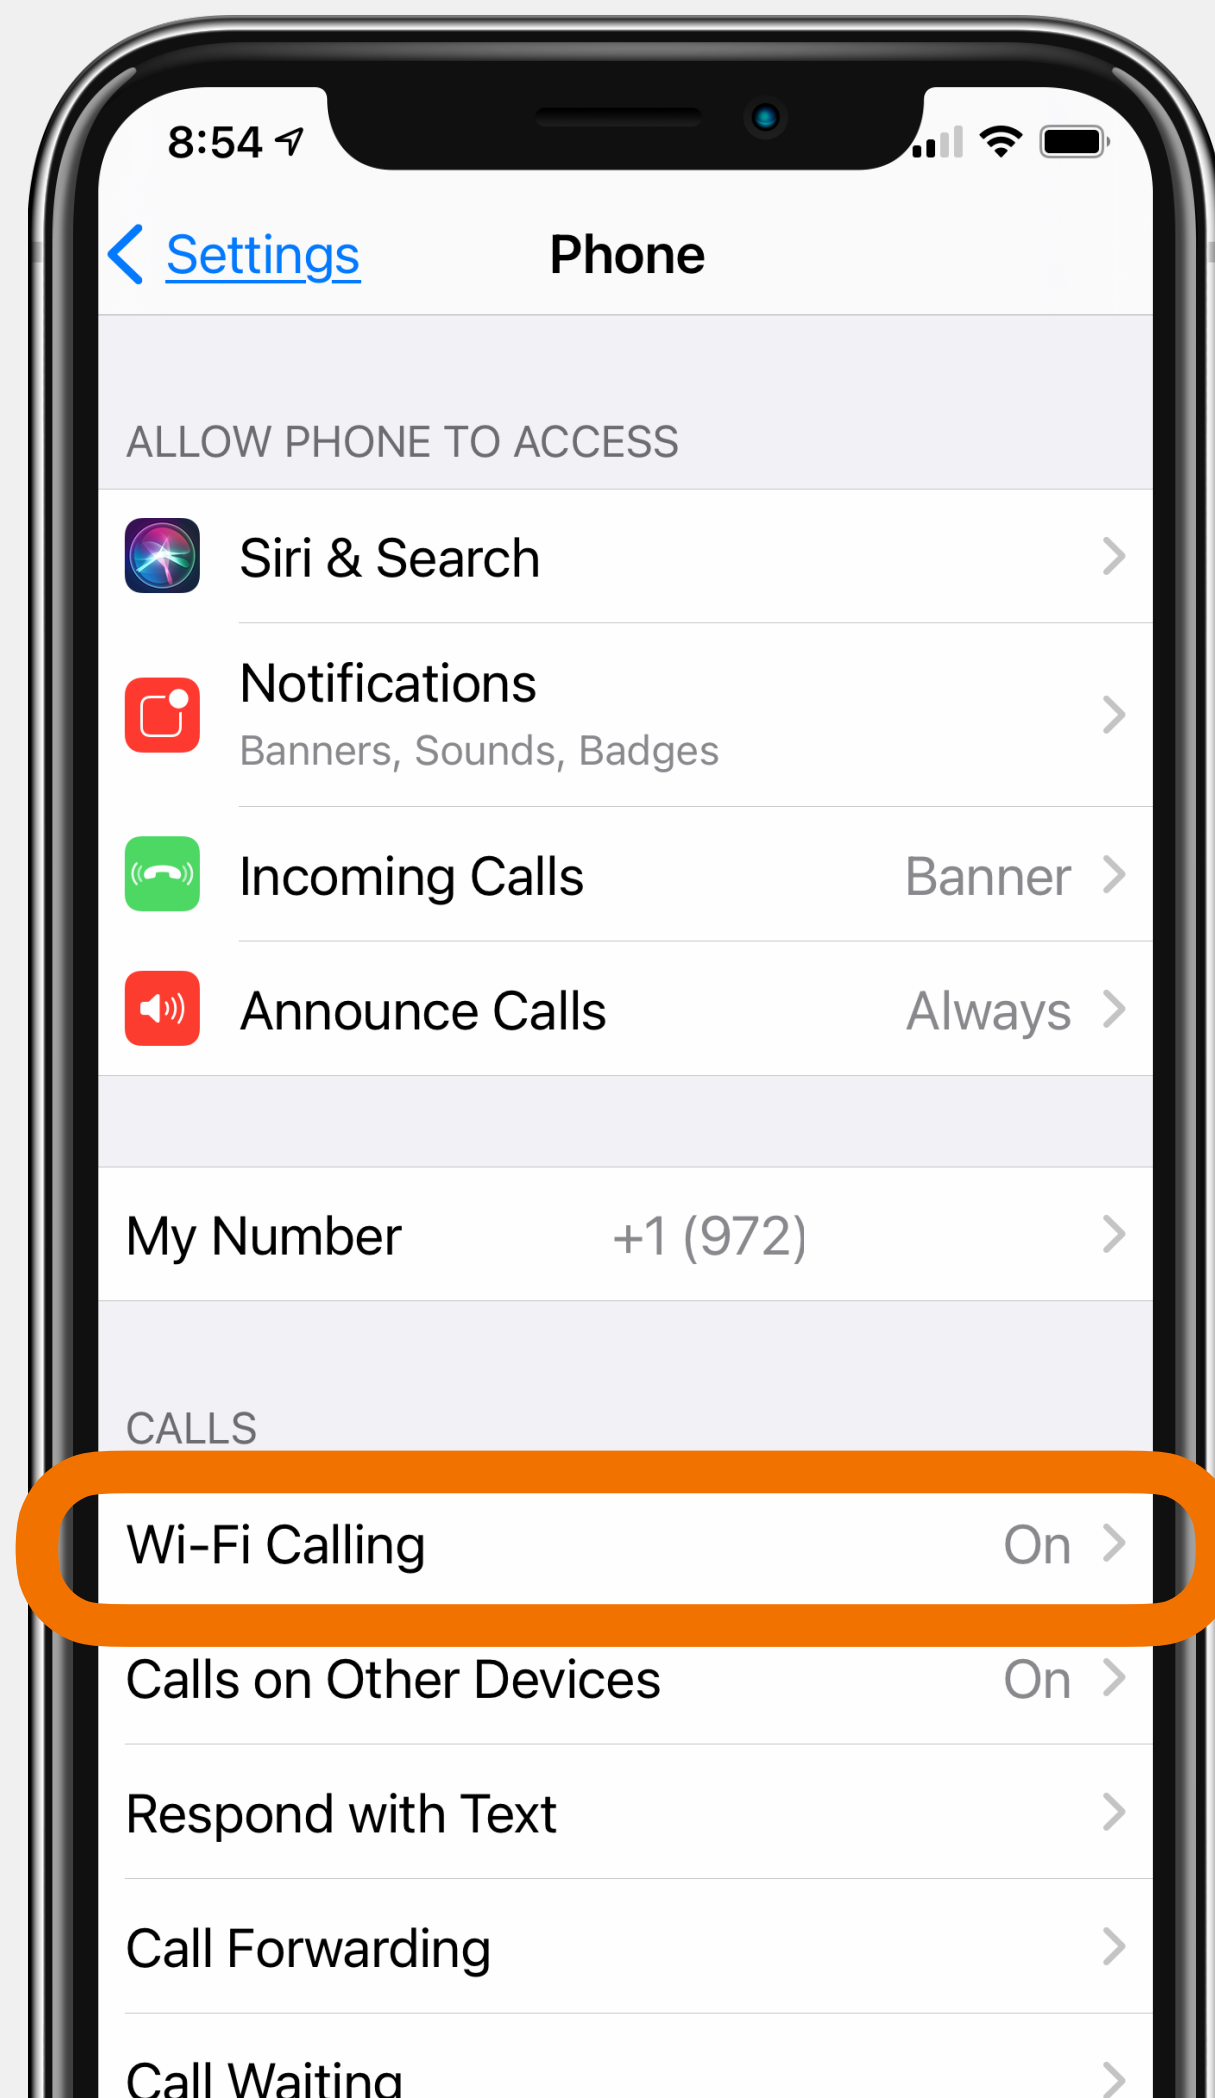 8:54
Settings
Phone
ALLOW PHONE TO ACCESS
Siri & Search
Notifications
Banners, Sounds, Badges
Incoming Calls Banner
Announce Calls Always
My Number +1 (972)
CALLS
Wi-Fi Calling On
Calls on Other Devices On
Respond with Text
Call Forwarding
Call Waiting